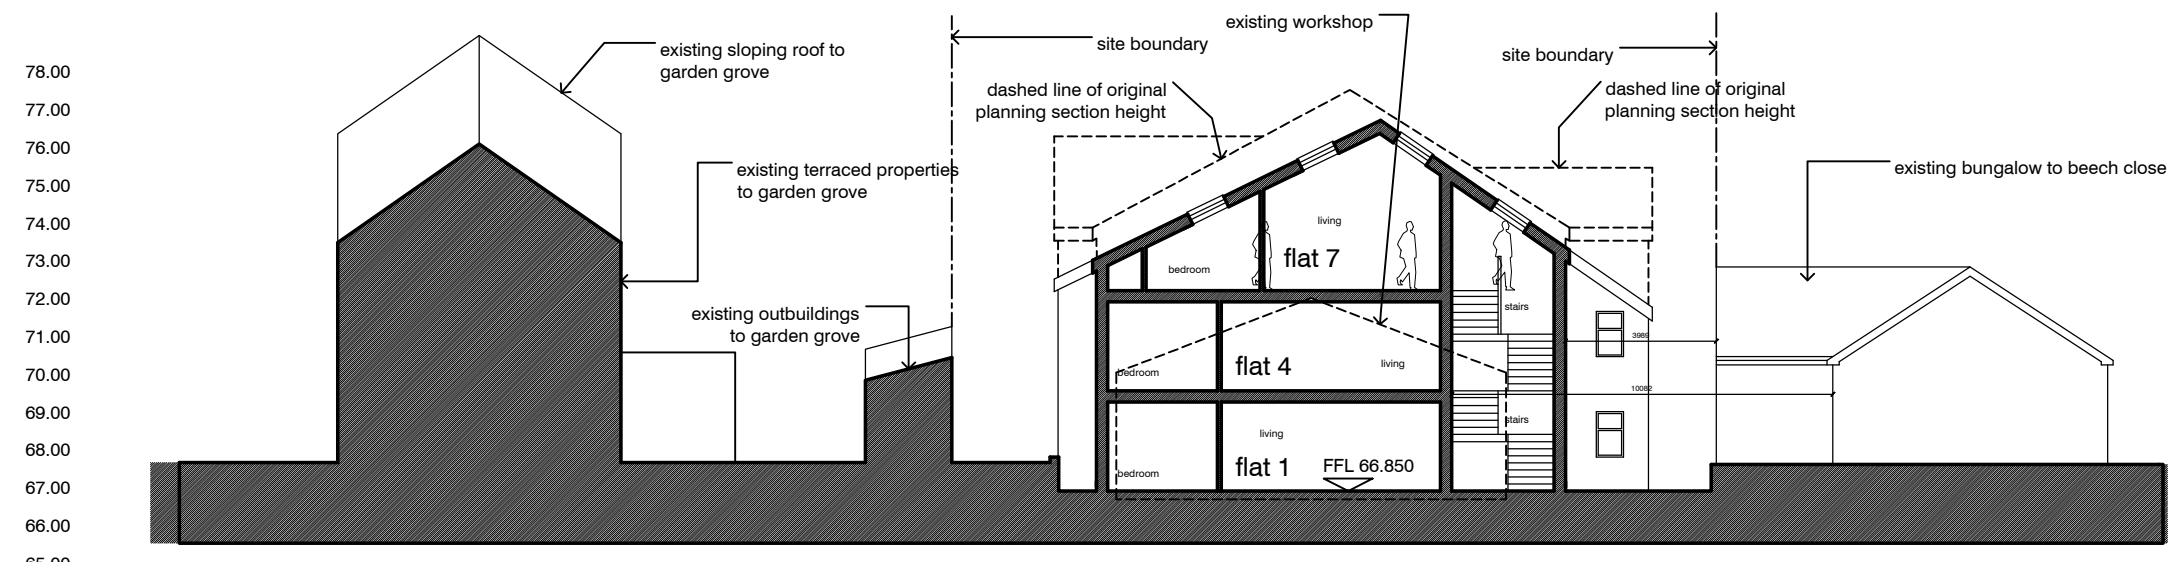 78.00
77.00
76.00
75.00
74.00
73.00
72.00
71.00
70.00
69.00
68.00
67.00
66.00
65.00
existing sloping roof to
garden grove
existing terraced properties
to garden grove
existing outbuildings
to garden grove
site boundary
existing workshop
dashed line of original
planning section height
site boundary
dashed line of original
planning section height
existing bungalow to beech close
living
flat 7
bedroom
stairs
3989
flat 4
living
bedroom
10082
stairs
living
flat 1
FFL 66.850
bedroom